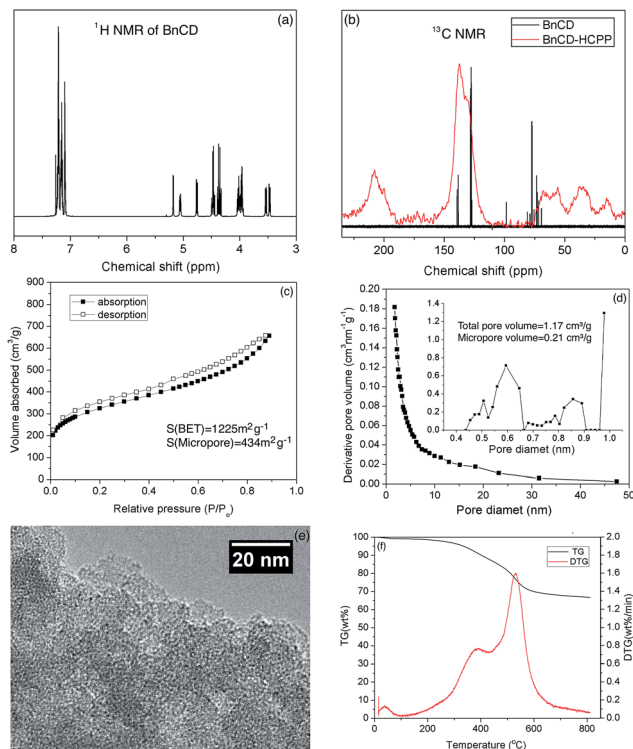 (a)
¹H NMR of BnCD
8 7 6 5 4 3
Chemical shift (ppm)
(b)
¹³C NMR
BnCD
BnCD-HCPP
200 150 100 50 0
Chemical shift (ppm)
(c)
absorption
desorption
900
800
700
600
500
400
300
200
100
0
Volume absorbed (cm³/g)
S(BET)=1225m²g⁻¹
S(Micropore)=434m²g⁻¹
0.0 0.2 0.4 0.6 0.8 1.0
Relative pressure (P/Pₒ)
(d)
0.20
0.18
0.16
0.14
0.12
0.10
0.08
0.06
0.04
0.02
0.00
Derivative pore volume (cm³nm⁻¹g⁻¹)
1.4
1.2
1.0
0.8
0.6
0.4
0.2
0.0
Total pore volume=1.17 cm³/g
Micropore volume=0.21 cm³/g
0.4 0.5 0.6 0.7 0.8 0.9 1.0
Pore diamet (nm)
0 10 20 30 40 50
Pore diamet (nm)
(e)
20 nm
(f)
TG
DTG
100
90
80
70
60
50
40
30
20
10
0
TG(wt%)
2.0
1.8
1.6
1.4
1.2
1.0
0.8
0.6
0.4
0.2
0.0
DTG(wt%/min)
0 200 400 600 800
Temperature (°C)